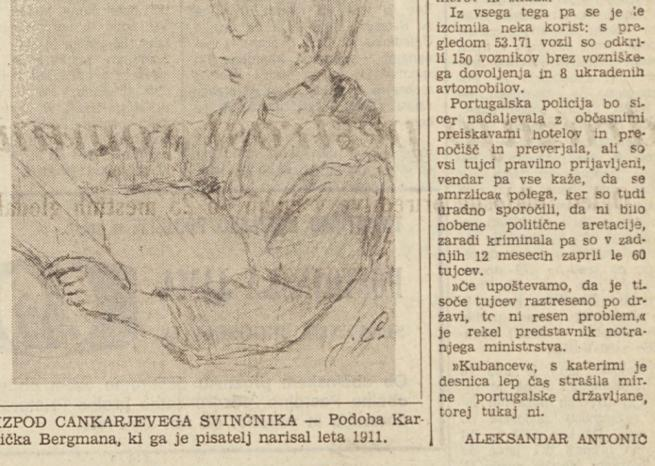 Iz vsega tega pa se je le
izcimila neka korist: s pre-
gledom 53.171 vozil so odkri-
li 150 voznikov brez vozniške-
ga dovoljenja in 8 ukradenih
avtomobilov.
Portugalska policija bo si-
cer nadaljevala z občasnimi
preiskavami hotelov in pre-
nočišč in preverjala, ali so
vsi tujci pravilno prijavljeni,
vendar pa vse kaže, da se
»mrzlica« polega, ker so tudi
uradno sporočili, da ni bilo
nobene politične aretacije,
zaradi kriminala pa so v zad-
njih 12 mesecih zaprli le 60
tujcev.
»Če upoštevamo, da je ti-
soče tujcev raztreseno po dr-
žavi, to ni resen problem,«
je rekel predstavnik notra-
njega ministrstva.
»Kubancev«, s katerimi je
desnica lep čas strašila mir-
ne portugalske državljane,
torej tukaj ni.
ALEKSANDAR ANTONIĆ
IZPOD CANKARJEVEGA SVINČNIKA — Podoba Kar-
ička Bergmana, ki ga je pisatelj narisal leta 1911.